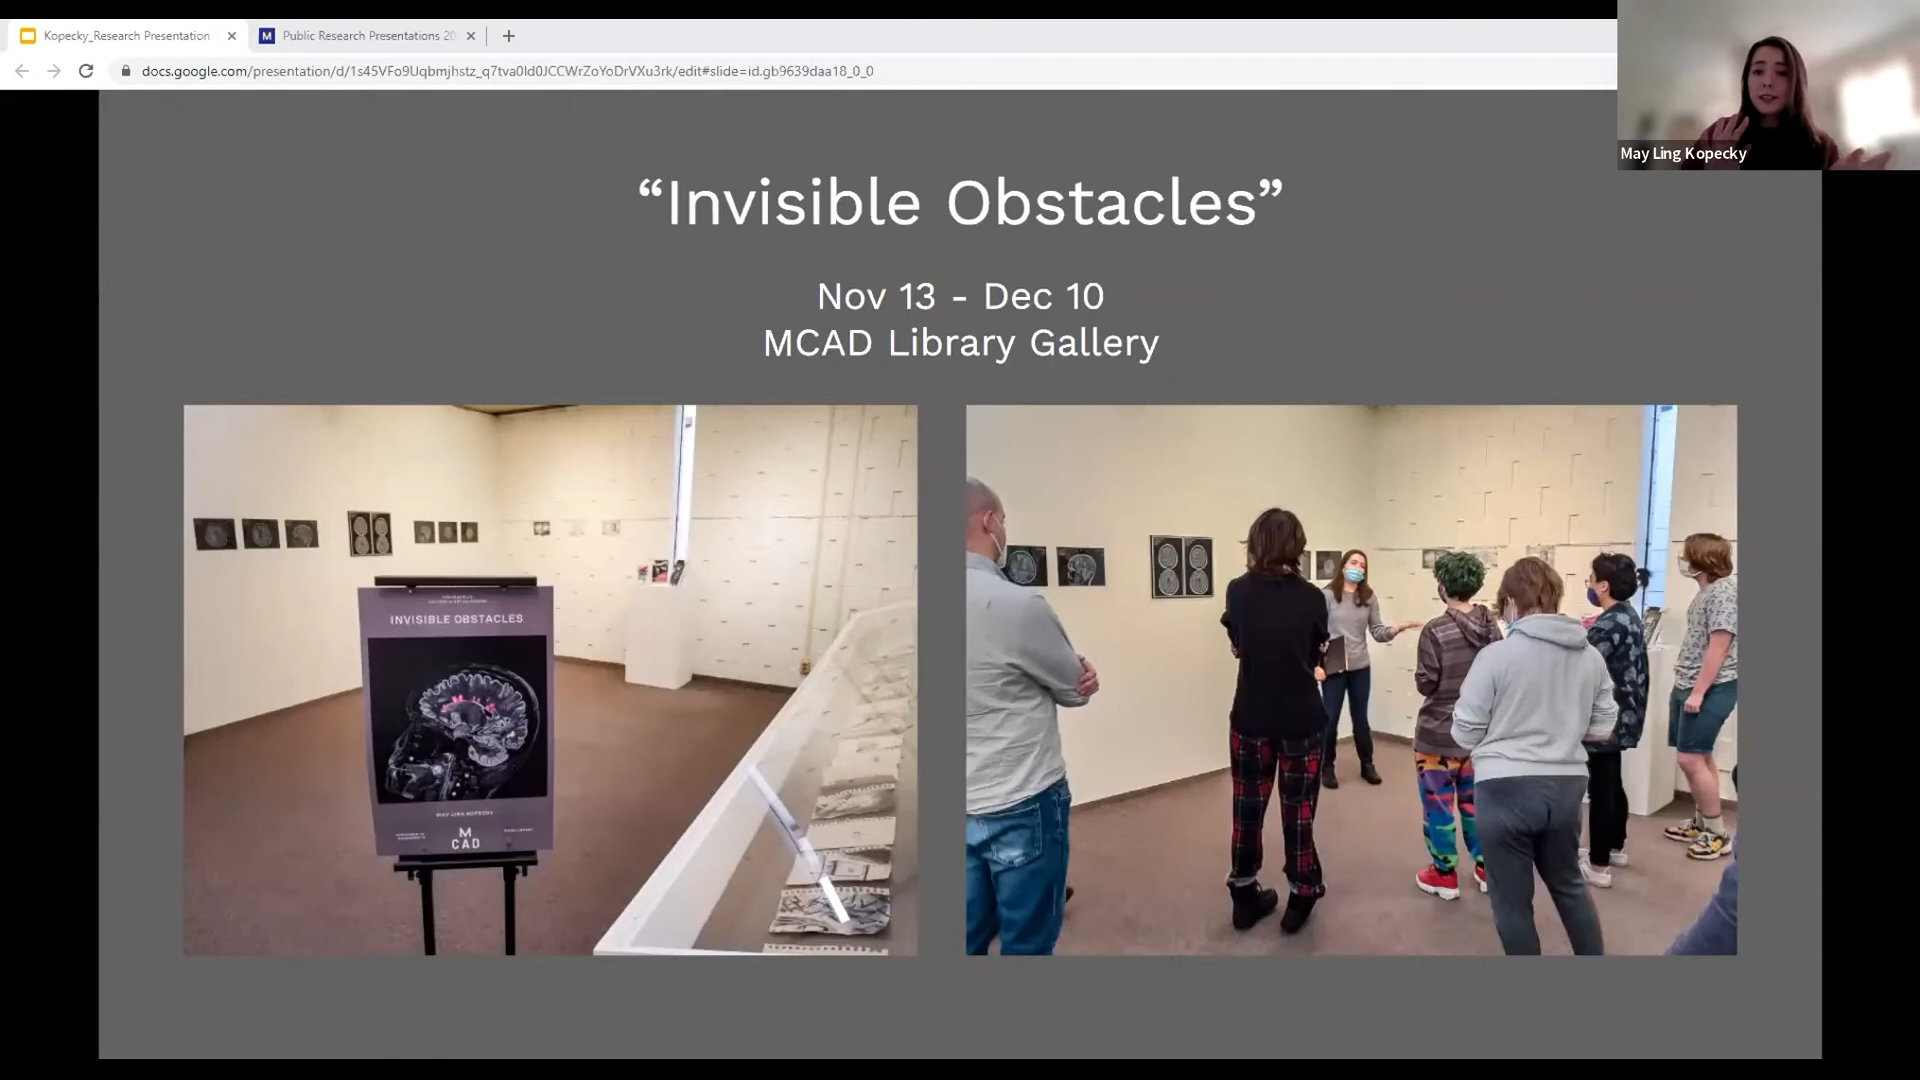 Kopecky_Research Presentation
Public Research Presentations 20
docs.google.com/presentation/d/1s45VFo9Uqbmjhstz_q7tva0ld0JCCWrZoYoDrVXu3rk/edit#slide=id.gb9639daa18_0_0
May Ling Kopecky
“Invisible Obstacles”
Nov 13 - Dec 10
MCAD Library Gallery
INVISIBLE OBSTACLES
MAY LING KOPECKY
M
CAD